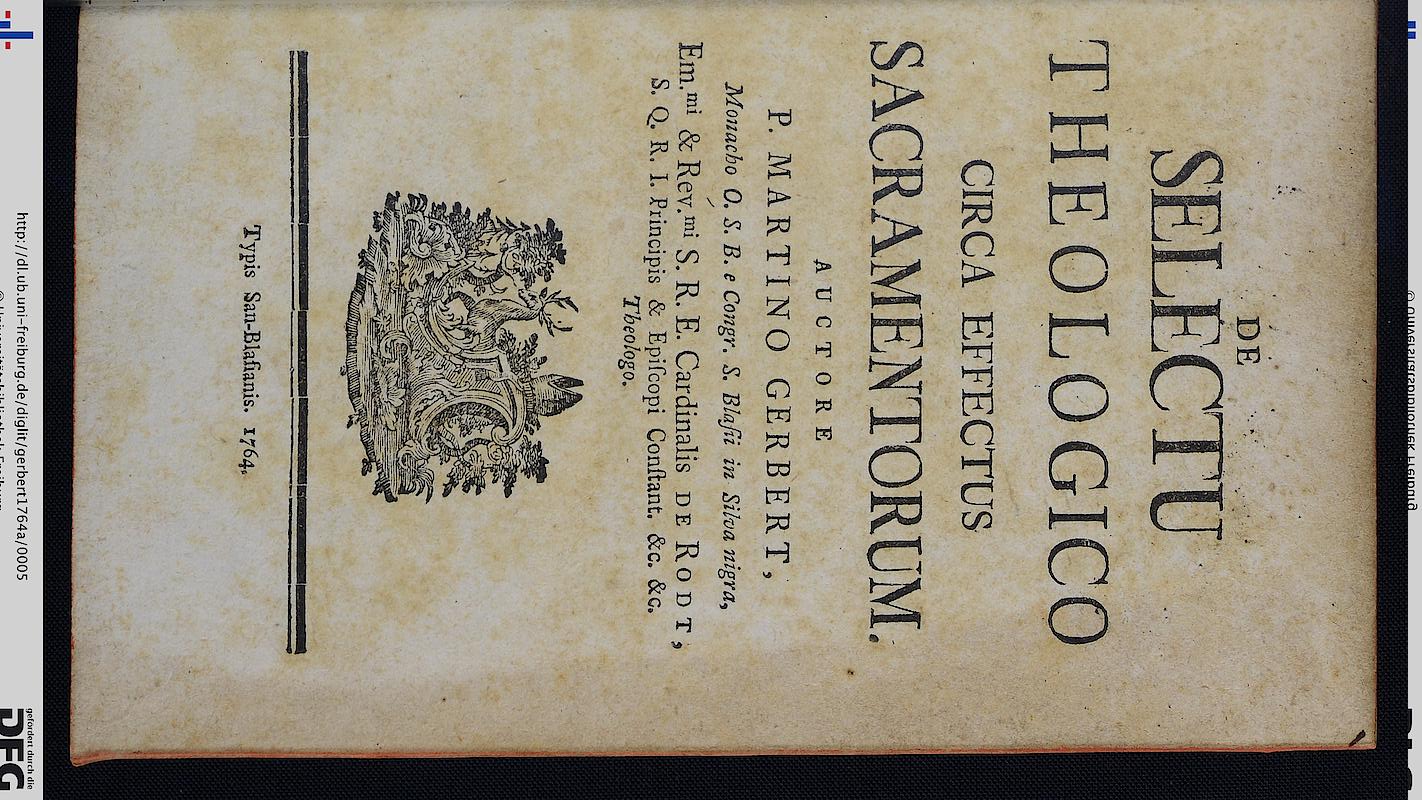 DE
SELECTU
THEOLOGICO
CIRCA EFFECTUS
SACRAMENTORUM.
AUCTORE
P. MARTINO GERBERT,
Monacho O. S. B. e Congr. S. Blaſii in Silva nigra,
Em.mi & Rev.mi S. R. E. Cardinalis DE RODT,
S. Q. R. I. Principis & Epiſcopi Conſtant. &c. &c.
Theologo.
Typis San-Blaſianis. 1764.
http://dl.ub.uni-freiburg.de/diglit/gerbert1764a/0005
gefördert durch die
DFG